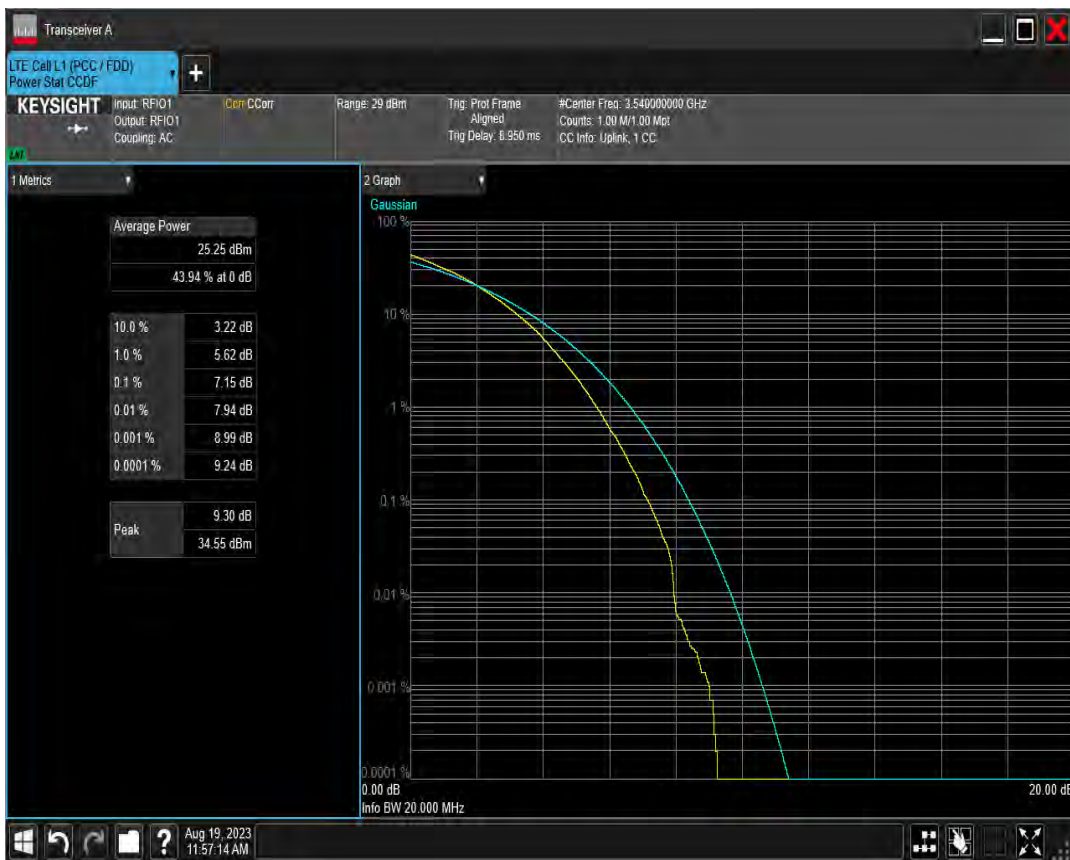 Transceiver A
LTE Cell L1 (PCC / FDD)
Power Stat CCDF
KEYSIGHT
Input: RFIO1
Output: RFIO1
Coupling: AC
Corr CCorr
Range: 29 dBm
Trig: Prot Frame
Aligned
Trig Delay: 8.950 ms
#Center Freq: 3.540000000 GHz
Counts: 1.00 M/1.00 Mpt
CC Info: Uplink, 1 CC
LNI
1 Metrics
Average Power
25.25 dBm
43.94 % at 0 dB
10.0 % 3.22 dB
1.0 % 5.62 dB
0.1 % 7.15 dB
0.01 % 7.94 dB
0.001 % 8.99 dB
0.0001 % 9.24 dB
Peak
9.30 dB
34.55 dBm
2 Graph
Gaussian
100 %
10 %
1 %
0.1 %
0.01 %
0.001 %
0.0001 %
0.00 dB
20.00 dB
Info BW 20.000 MHz
?
Aug 19, 2023
11:57:14 AM